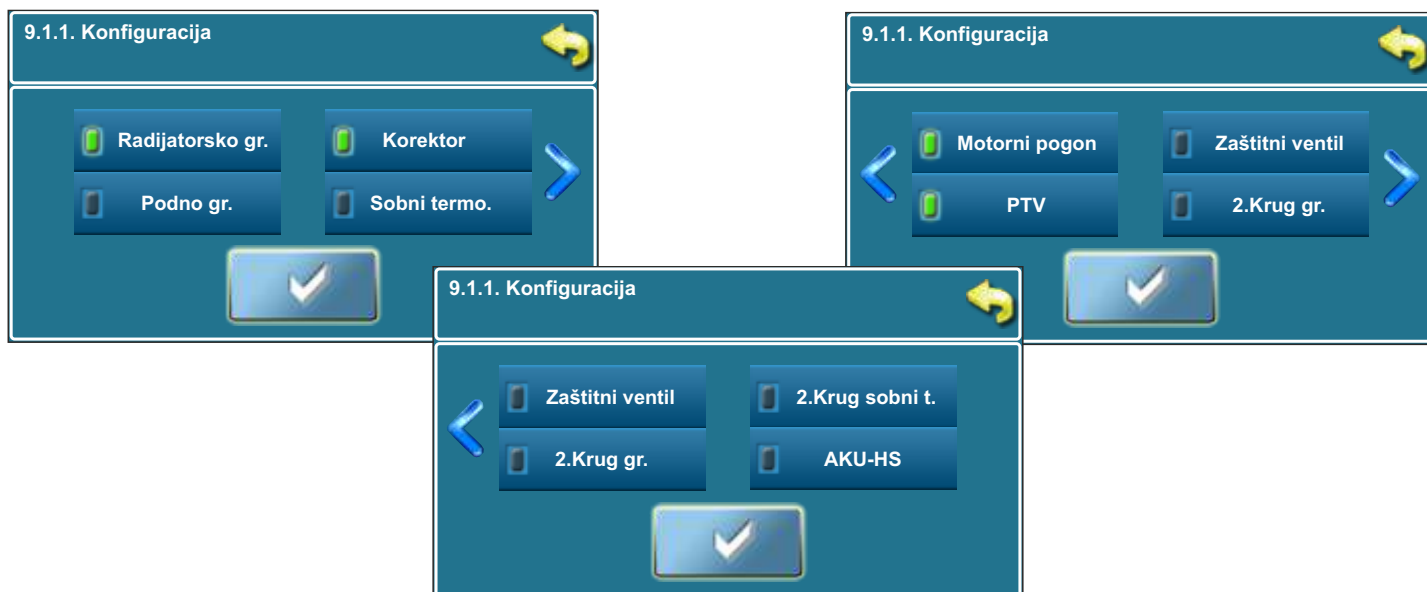 9.1.1. Konfiguracija
Radijatorsko gr.
Korektor
Podno gr.
Sobni termo.
9.1.1. Konfiguracija
Motorni pogon
Zaštitni ventil
PTV
2.Krug gr.
9.1.1. Konfiguracija
Zaštitni ventil
2.Krug sobni t.
2.Krug gr.
AKU-HS